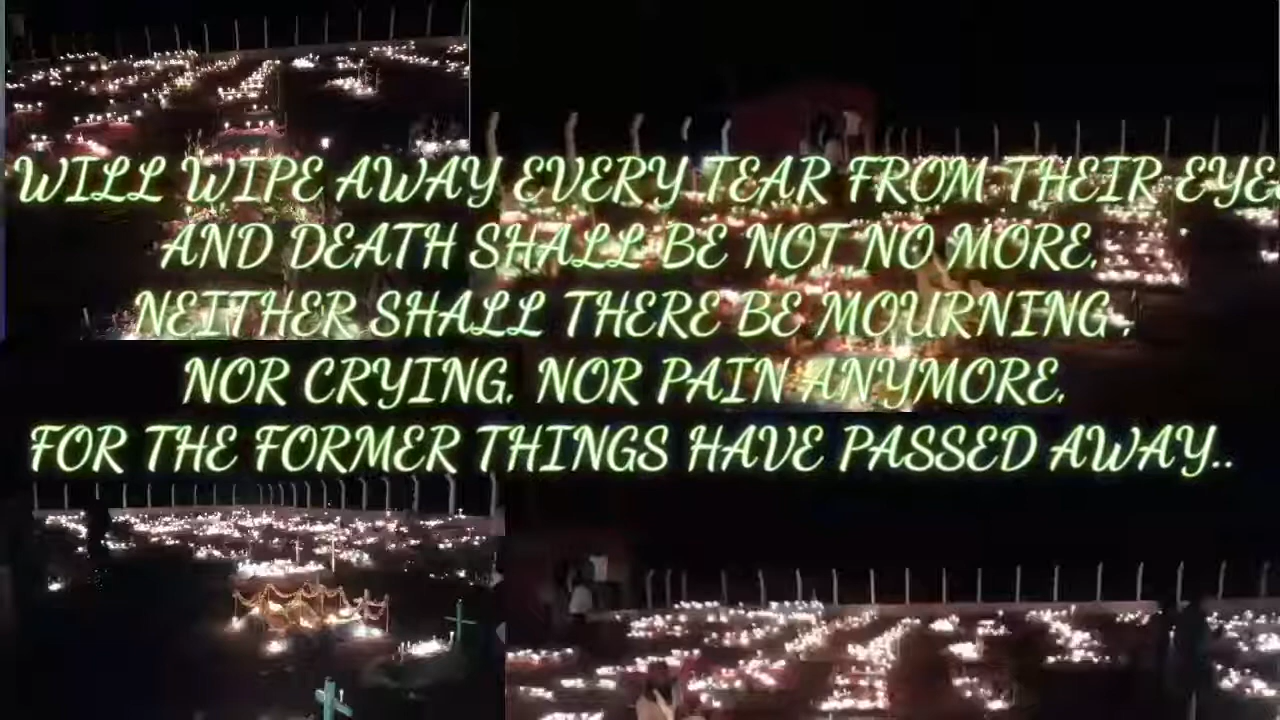 WILL WIPE AWAY EVERY TEAR FROM THEIR EYE
AND DEATH SHALL BE NOT NO MORE,
NEITHER SHALL THERE BE MOURNING ,
NOR CRYING, NOR PAIN ANYMORE,
FOR THE FORMER THINGS HAVE PASSED AWAY..